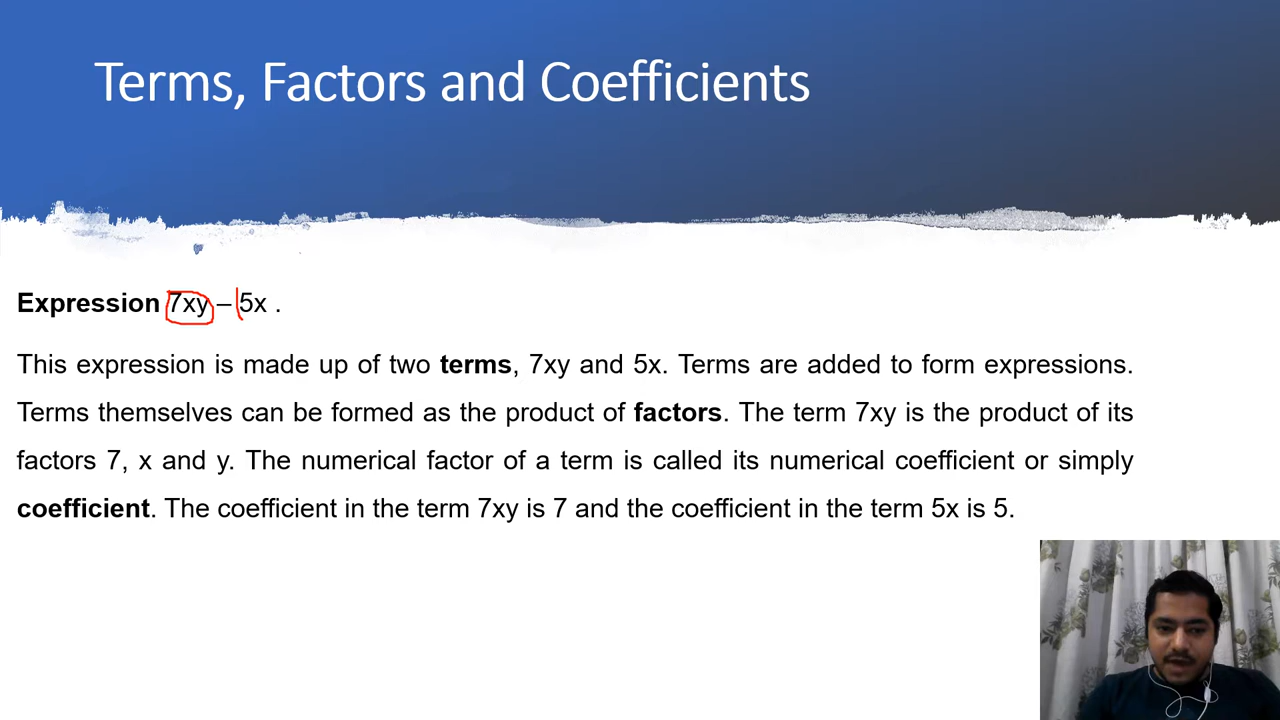 Terms, Factors and Coefficients
Expression 7xy – 5x .
This expression is made up of two terms, 7xy and 5x. Terms are added to form expressions.
Terms themselves can be formed as the product of factors. The term 7xy is the product of its
factors 7, x and y. The numerical factor of a term is called its numerical coefficient or simply
coefficient. The coefficient in the term 7xy is 7 and the coefficient in the term 5x is 5.